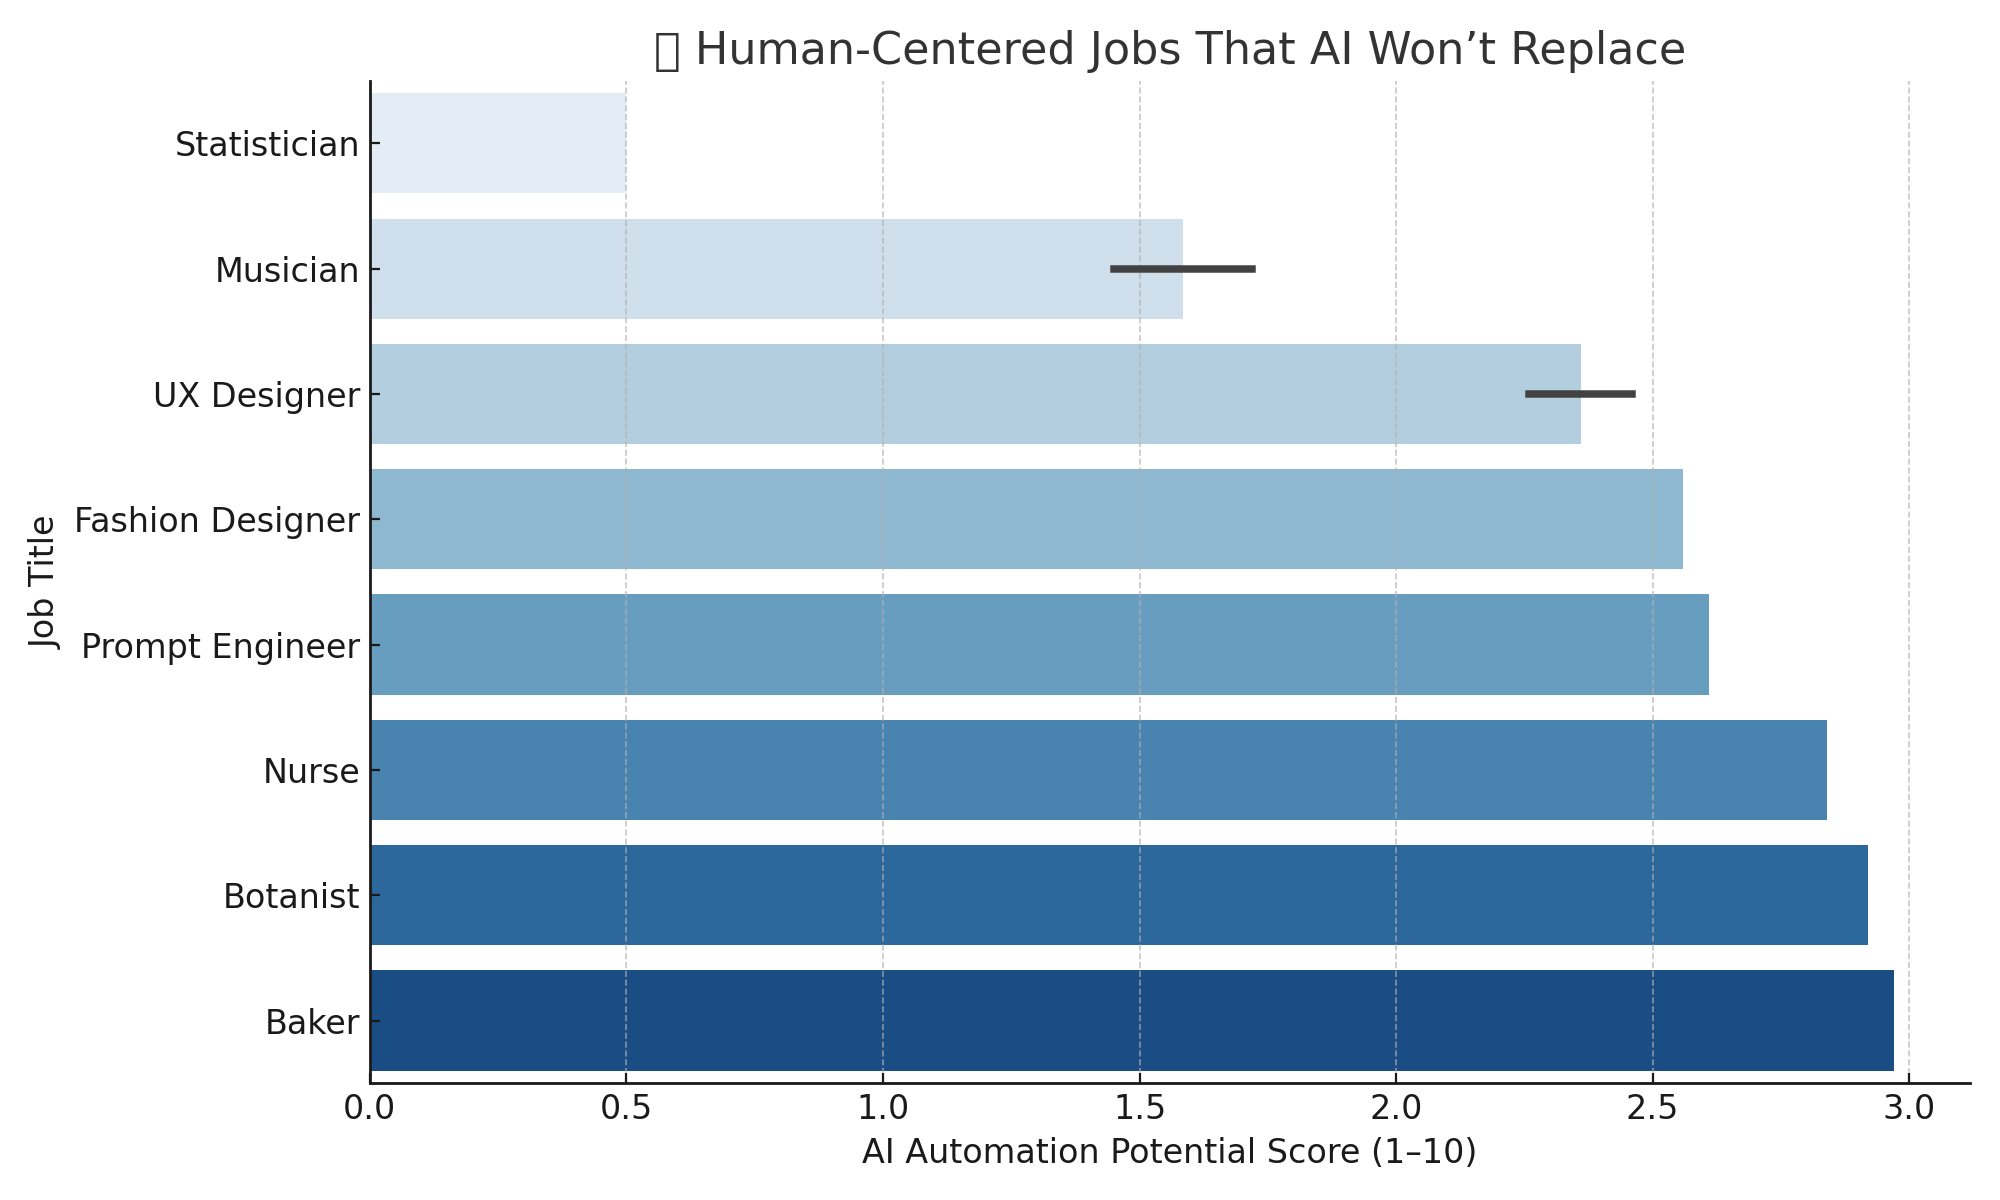 Human-Centered Jobs That AI Won’t Replace
Statistician
Musician
UX Designer
Fashion Designer
Prompt Engineer
Nurse
Botanist
Baker
Job Title
0.0 0.5 1.0 1.5 2.0 2.5 3.0
AI Automation Potential Score (1–10)